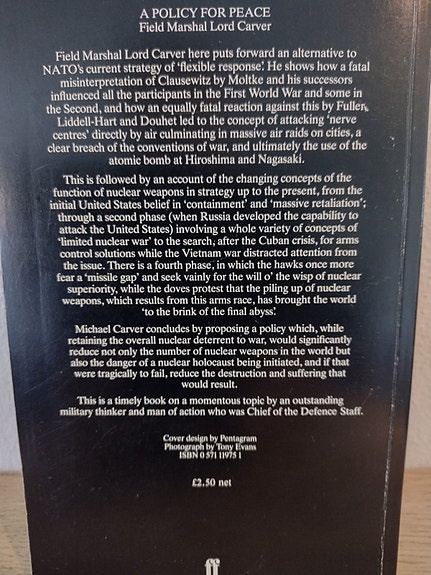 A POLICY FOR PEACE
Field Marshal Lord Carver
Field Marshal Lord Carver here puts forward an alternative to
NATO's current strategy of 'flexible response'. He shows how a fatal
misinterpretation of Clausewitz by Moltke and his successors
influenced all the participants in the First World War and some in
the Second, and how an equally fatal reaction against this by Fuller,
Liddell-Hart and Douhet led to the concept of attacking 'nerve
centres' directly by air culminating in massive air raids on cities, a
clear breach of the conventions of war, and ultimately the use of the
atomic bomb at Hiroshima and Nagasaki.
This is followed by an account of the changing concepts of the
function of nuclear weapons in strategy up to the present, from the
initial United States belief in 'containment' and 'massive retaliation';
through a second phase (when Russia developed the capability to
attack the United States) involving a whole variety of concepts of
'limited nuclear war' to the search, after the Cuban crisis, for arms
control solutions while the Vietnam war distracted attention from
the issue. There is a fourth phase, in which the hawks once more
fear a 'missile gap' and seek vainly for the will o' the wisp of nuclear
superiority, while the doves protest that the piling up of nuclear
weapons, which results from this arms race, has brought the world
'to the brink of the final abyss'.
Michael Carver concludes by proposing a policy which, while
retaining the overall nuclear deterrent to war, would significantly
reduce not only the number of nuclear weapons in the world but
also the danger of a nuclear holocaust being initiated, and if that
were tragically to fail, reduce the destruction and suffering that
would result.
This is a timely book on a momentous topic by an outstanding
military thinker and man of action who was Chief of the Defence Staff.
Cover design by Pentagram
Photograph by Tony Evans
ISBN 0 571 11975 1
£2.50 net
ff